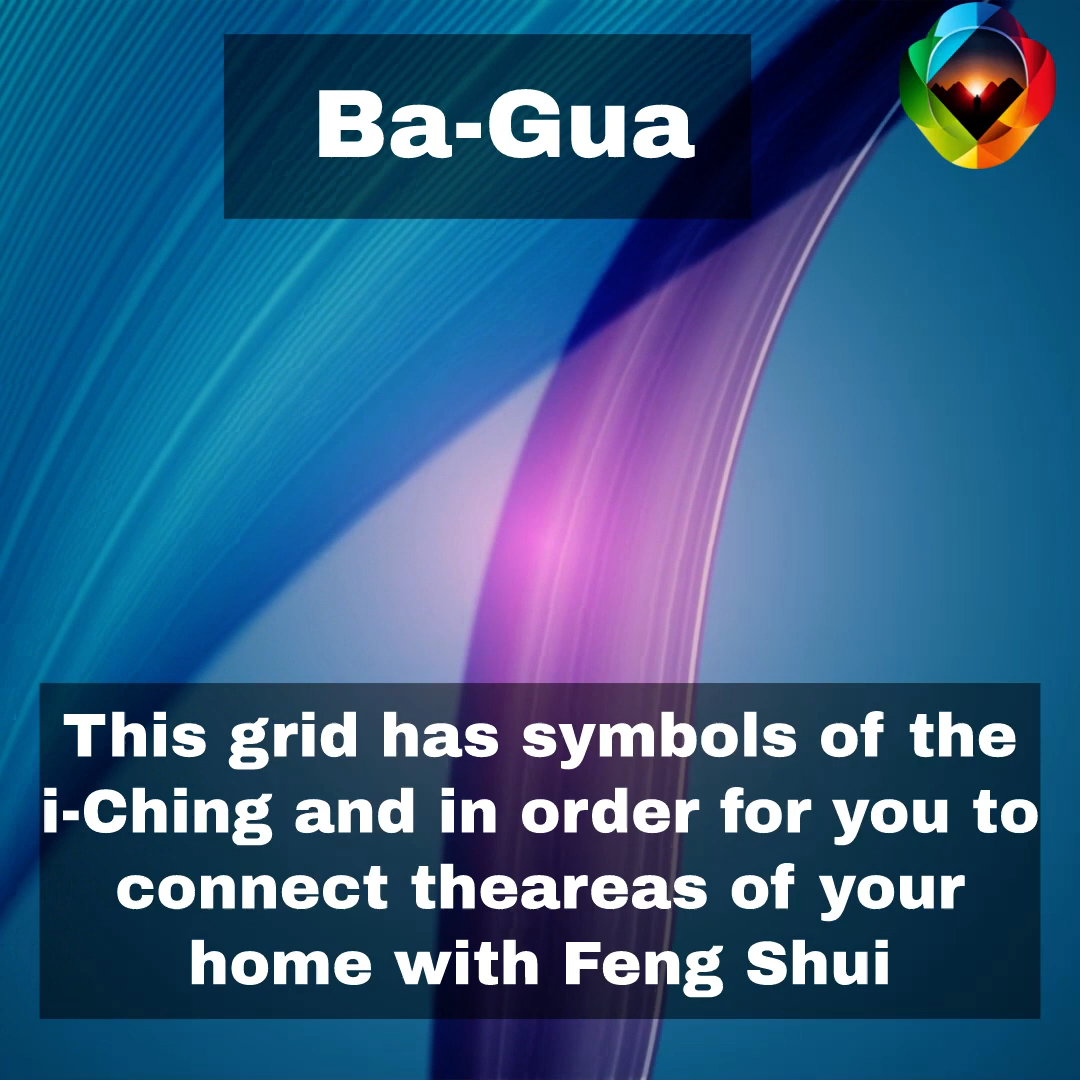 Ba-Gua
This grid has symbols of the
i-Ching and in order for you to
connect theareas of your
home with Feng Shui